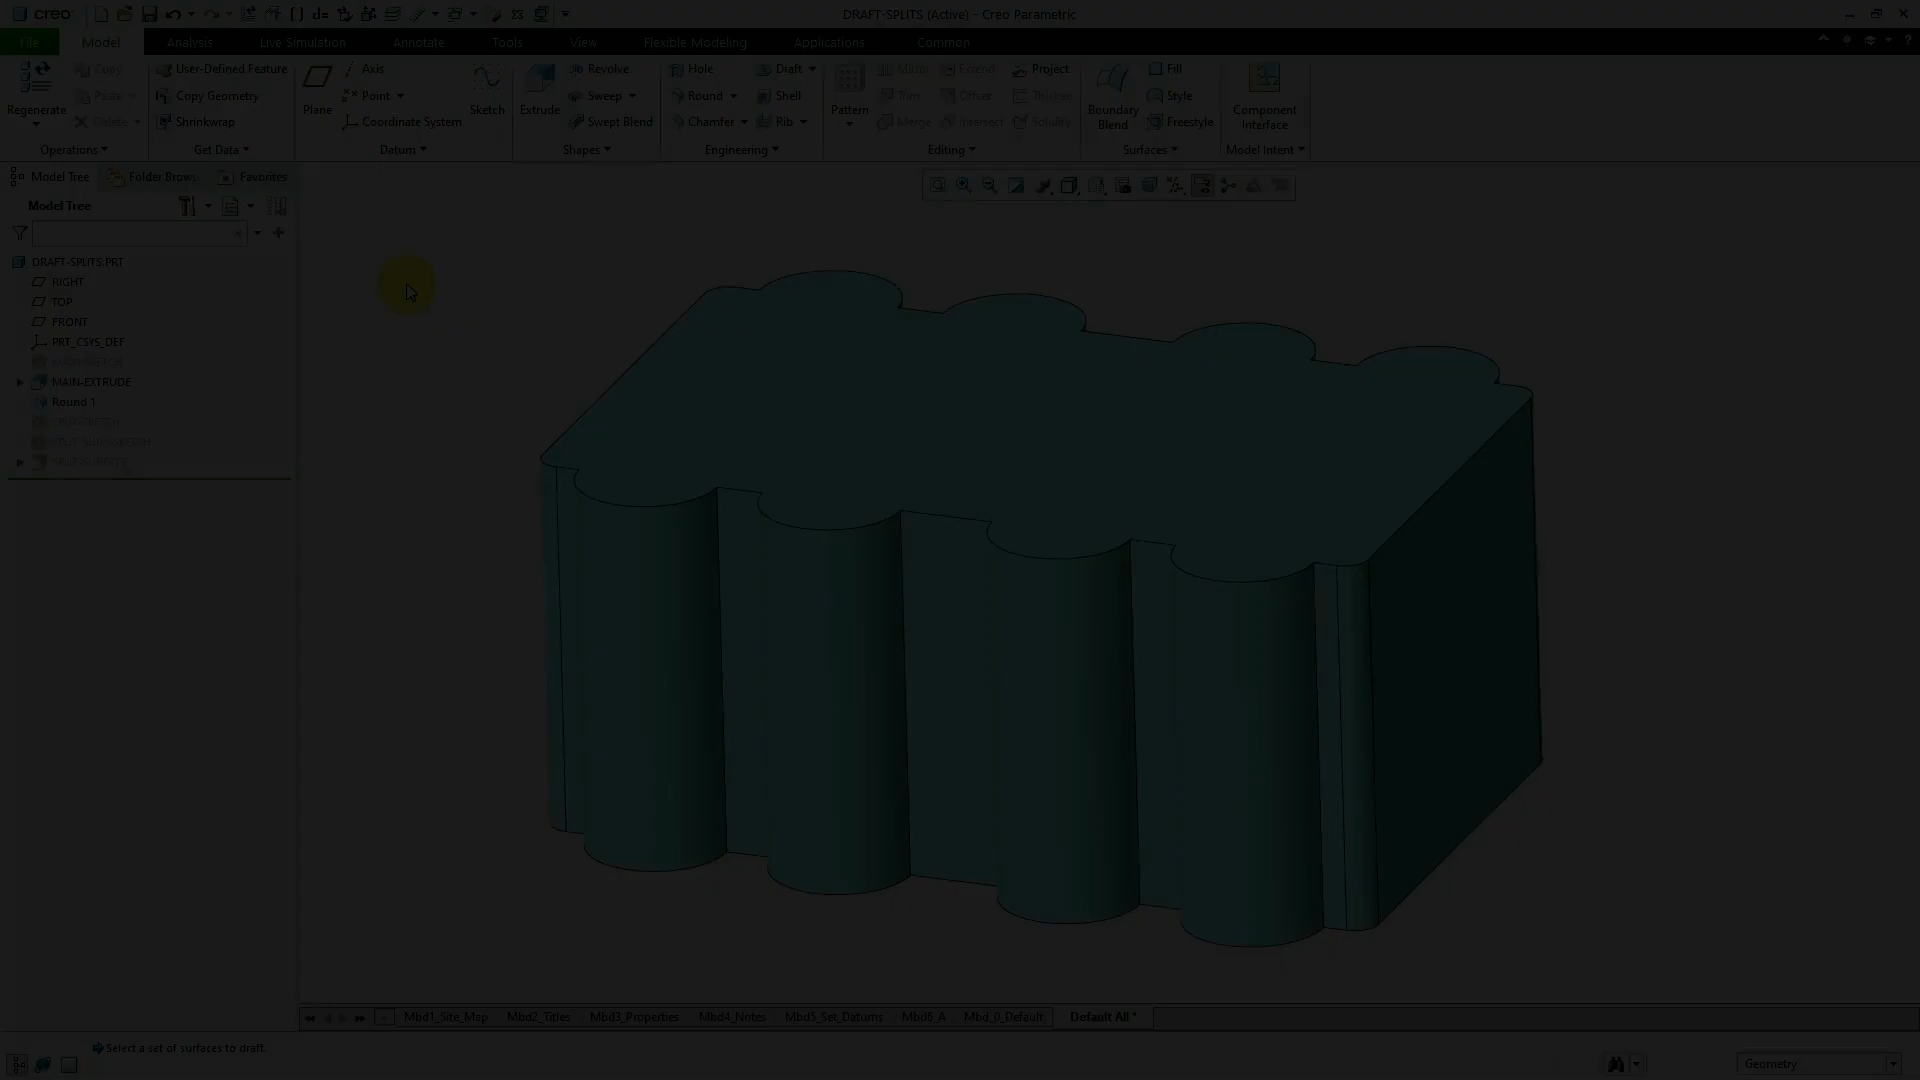 creo
DRAFT-SPLITS (Active) - Creo Parametric
File Model Analysis Live Simulation Annotate Tools View Flexible Modeling Applications Common
Regenerate
Copy
Paste
Delete
Operations
User-Defined Feature
Copy Geometry
Shrinkwrap
Get Data
Plane
Axis
Point
Coordinate System
Sketch
Datum
Extrude
Revolve
Sweep
Swept Blend
Shapes
Hole
Round
Chamfer
Draft
Shell
Rib
Engineering
Pattern
Mirror
Trim
Merge
Extend
Offset
Intersect
Project
Thicken
Solidify
Editing
Boundary
Blend
Fill
Style
Freestyle
Surfaces
Component
Interface
Model Intent
Model Tree Folder Brows Favorites
Model Tree
DRAFT-SPLITS.PRT
RIGHT
TOP
FRONT
PRT_CSYS_DEF
MAIN-EXTRUDE
Round 1
Mbd1_Site_Map Mbd2_Titles Mbd3_Properties Mbd4_Notes Mbd5_Set_Datums Mbd6_A Mbd_0_Default Default All *
Select a set of surfaces to draft.
Geometry